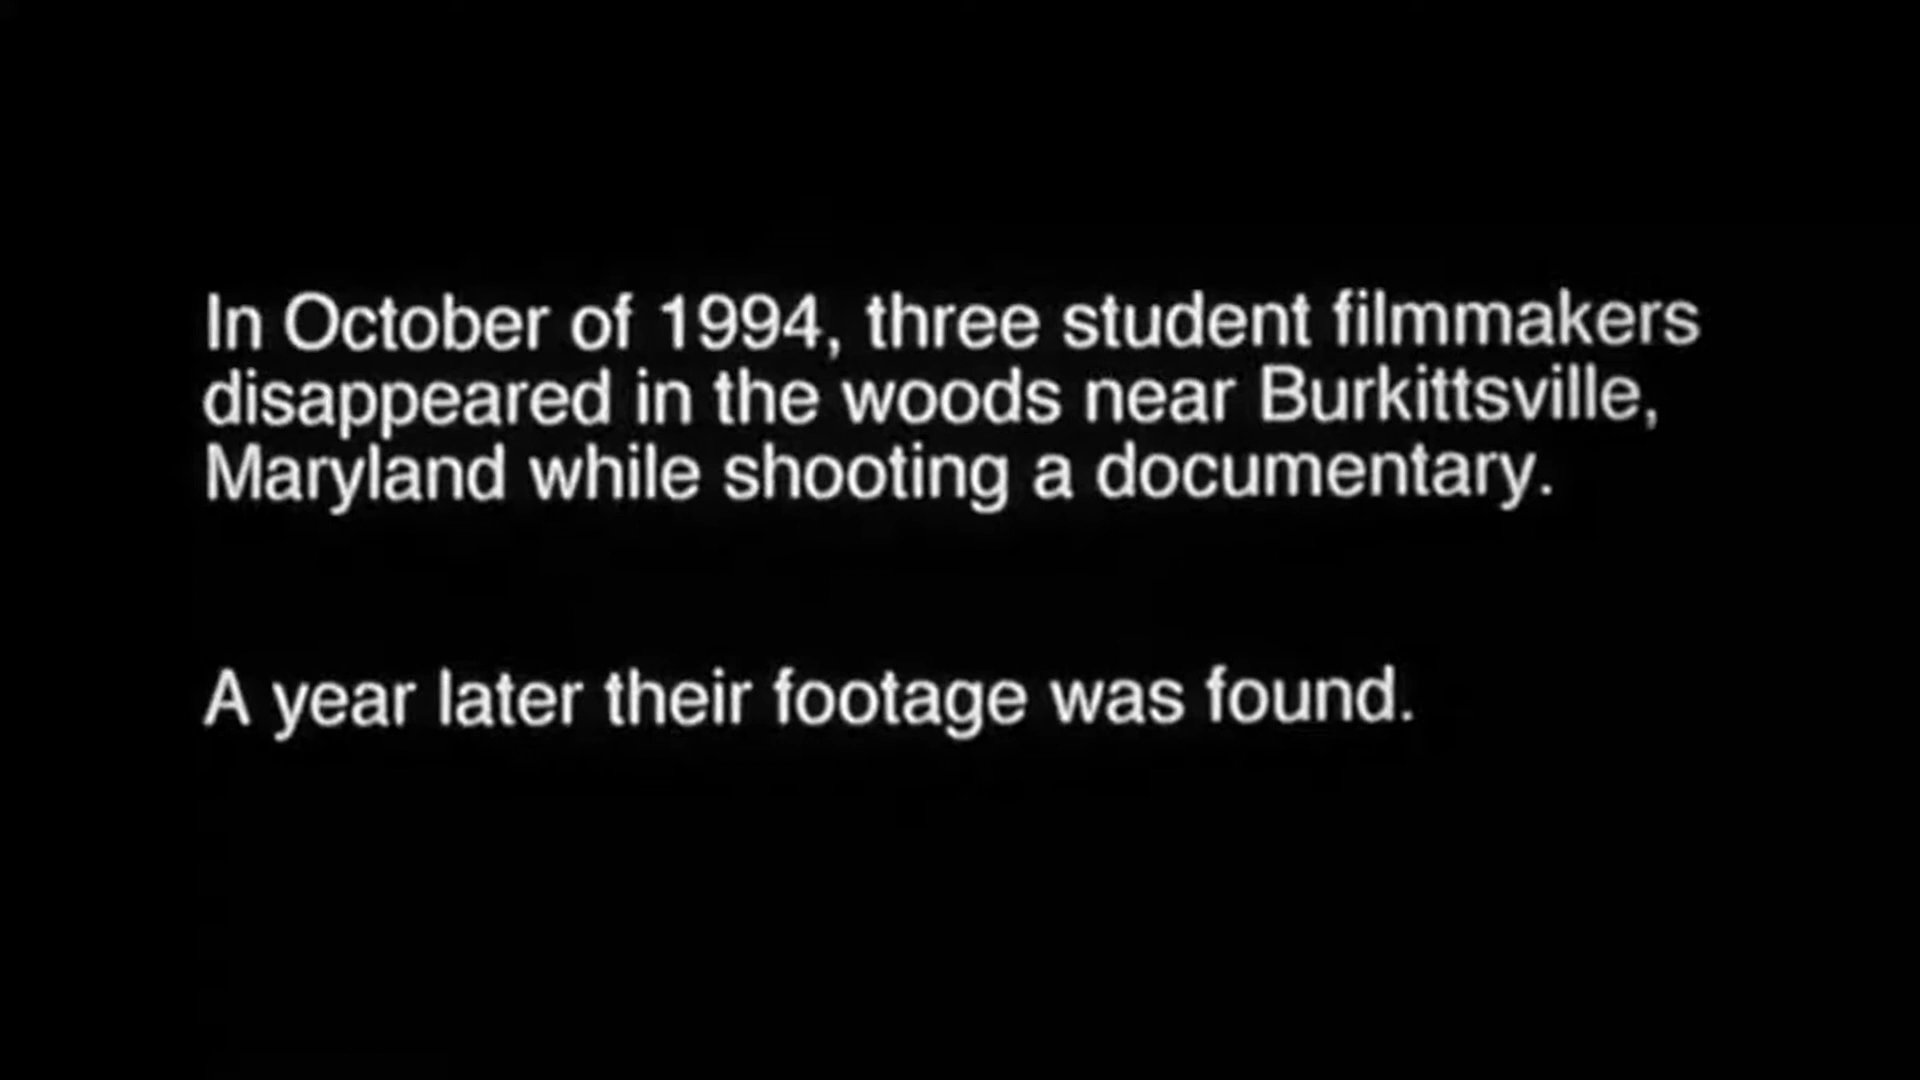 In October of 1994, three student filmmakers
disappeared in the woods near Burkittsville,
Maryland while shooting a documentary.
A year later their footage was found.